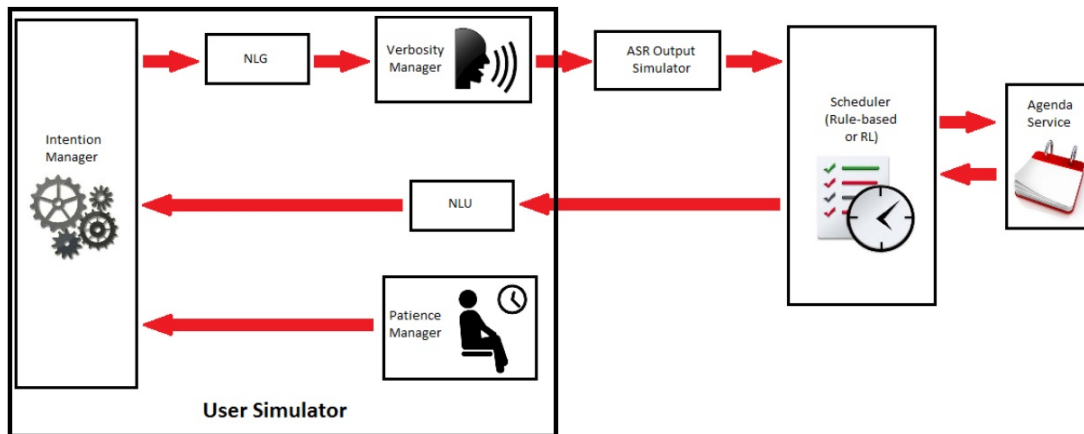 Intention
Manager
NLG
Verbosity
Manager
ASR Output
Simulator
Scheduler
(Rule-based
or RL)
Agenda
Service
NLU
Patience
Manager
User Simulator